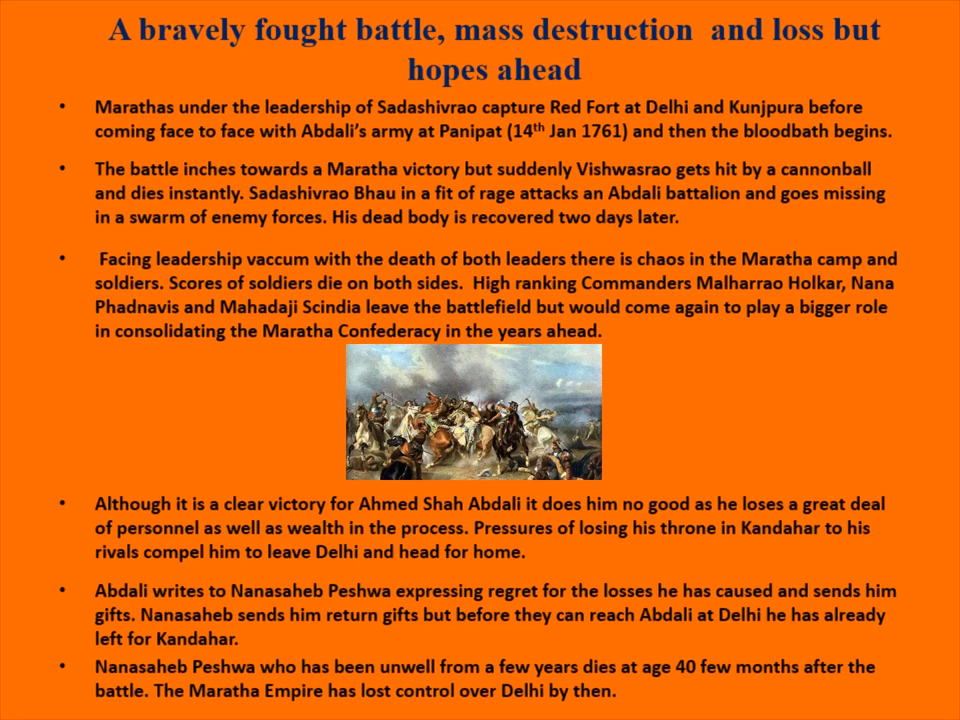 A bravely fought battle, mass destruction and loss but
hopes ahead
• Marathas under the leadership of Sadashivrao capture Red Fort at Delhi and Kunjpura before
coming face to face with Abdali's army at Panipat (14th Jan 1761) and then the bloodbath begins.
• The battle inches towards a Maratha victory but suddenly Vishwasrao gets hit by a cannonball
and dies instantly. Sadashivrao Bhau in a fit of rage attacks an Abdali battalion and goes missing
in a swarm of enemy forces. His dead body is recovered two days later.
• Facing leadership vaccum with the death of both leaders there is chaos in the Maratha camp and
soldiers. Scores of soldiers die on both sides. High ranking Commanders Malharrao Holkar, Nana
Phadnavis and Mahadaji Scindia leave the battlefield but would come again to play a bigger role
in consolidating the Maratha Confederacy in the years ahead.
• Although it is a clear victory for Ahmed Shah Abdali it does him no good as he loses a great deal
of personnel as well as wealth in the process. Pressures of losing his throne in Kandahar to his
rivals compel him to leave Delhi and head for home.
• Abdali writes to Nanasaheb Peshwa expressing regret for the losses he has caused and sends him
gifts. Nanasaheb sends him return gifts but before they can reach Abdali at Delhi he has already
left for Kandahar.
• Nanasaheb Peshwa who has been unwell from a few years dies at age 40 few months after the
battle. The Maratha Empire has lost control over Delhi by then.